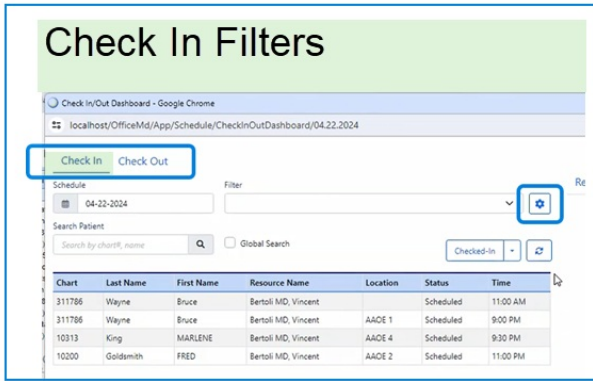 Check In Filters
Check In/Out Dashboard - Google Chrome
localhost/OfficeMd/App/Schedule/CheckInOutDashboard/04.22.2024
Check In Check Out
Schedule Filter Re
04-22-2024
Search Patient
Search by chart#, name Global Search Checked-In
Chart Last Name First Name Resource Name Location Status Time
311786 Wayne Bruce Bertoli MD, Vincent Scheduled 11:00 AM
311786 Wayne Bruce Bertoli MD, Vincent AAOE 1 Scheduled 9:00 PM
10313 King MARLENE Bertoli MD, Vincent AAOE 4 Scheduled 9:30 PM
10200 Goldsmith FRED Bertoli MD, Vincent AAOE 2 Scheduled 11:00 PM